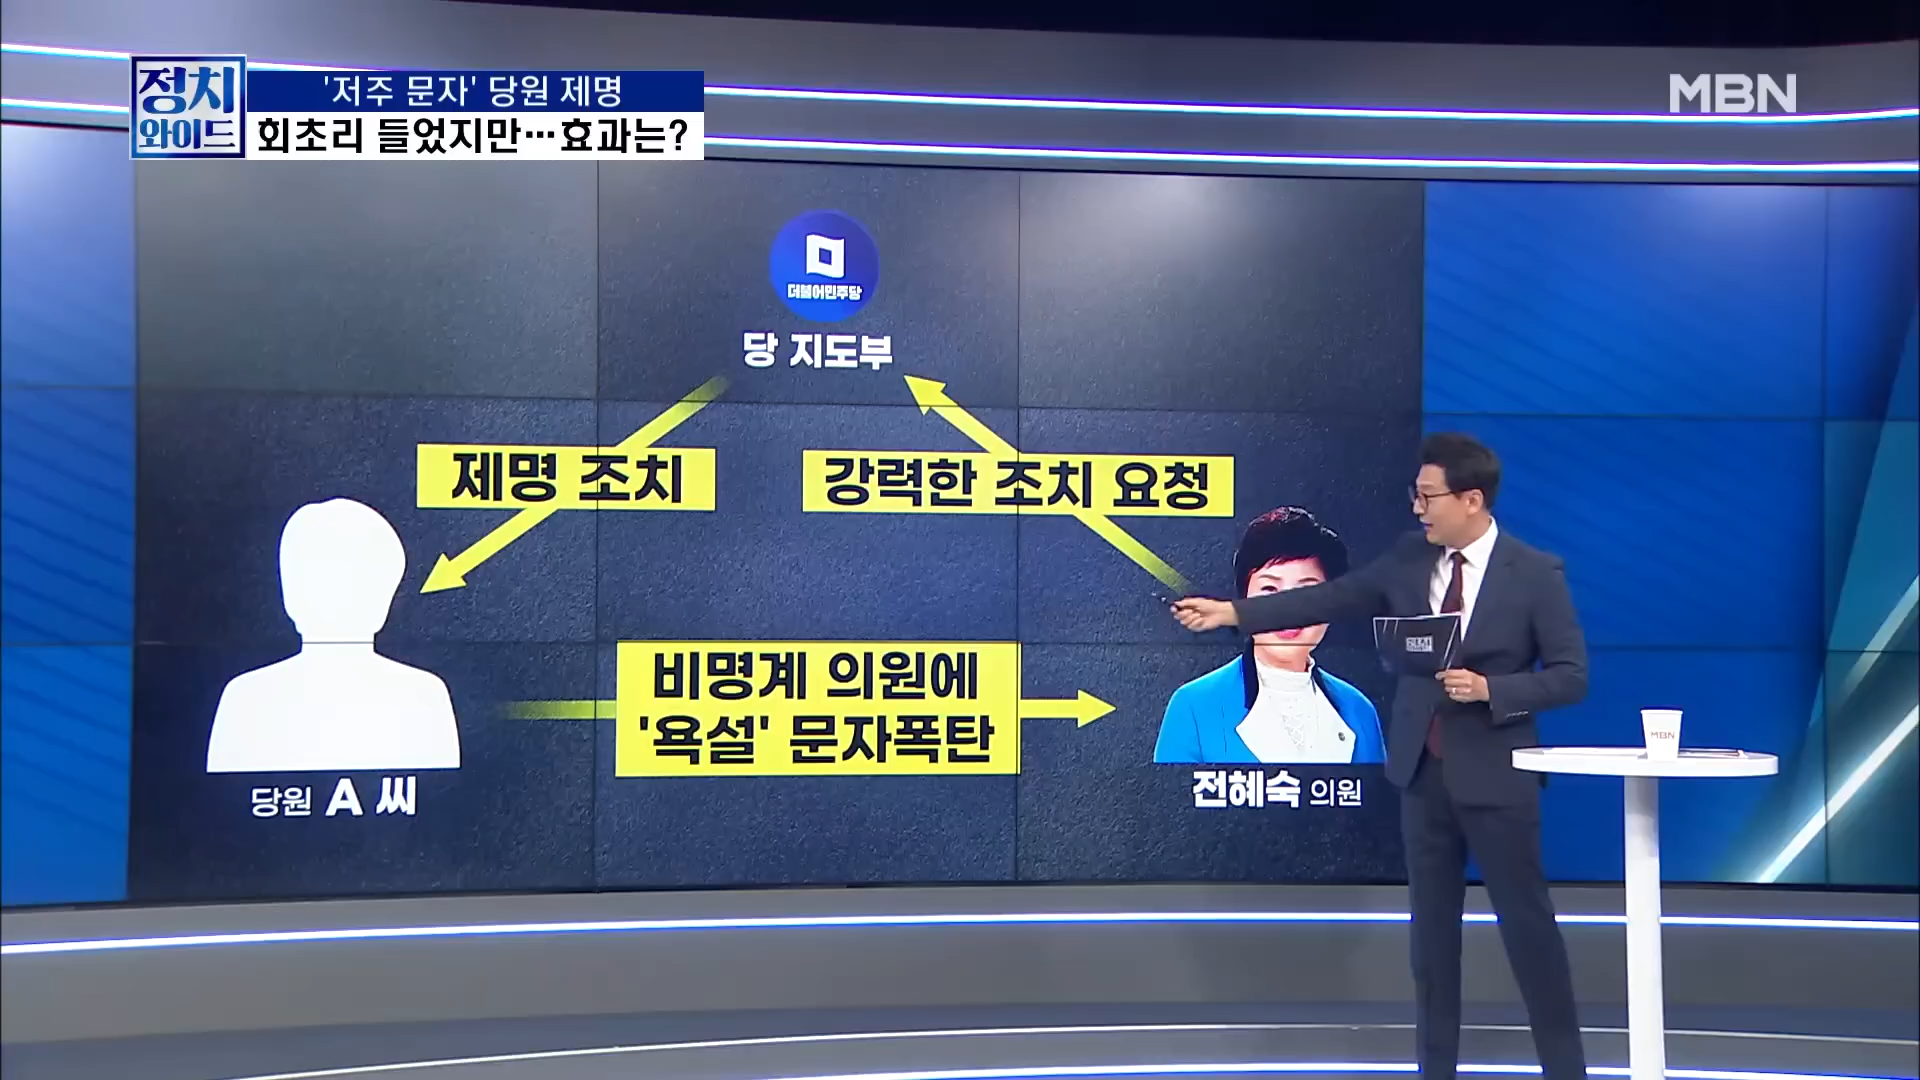 정치
와이드
'저주 문자' 당원 제명
회초리 들었지만…효과는?
MBN
더불어민주당
당 지도부
제명 조치
강력한 조치 요청
비명계 의원에
'욕설' 문자폭탄
당원 A 씨
전혜숙 의원
MBN